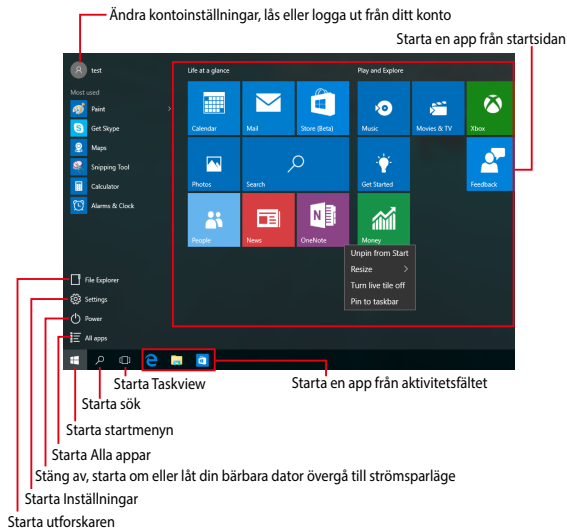 Ändra kontoinställningar, lås eller logga ut från ditt konto
Starta en app från startsidan
test
Most used
Paint
Get Skype
Maps
Snipping Tool
Calculator
Alarms & Clock
File Explorer
Settings
Power
All apps
Life at a glance
Play and Explore
Calendar
Mail
Store (Beta)
Music
Movies & TV
Xbox
Photos
Search
Get Started
Feedback
People
News
OneNote
Money
Unpin from Start
Resize
Turn live tile off
Pin to taskbar
Starta Taskview
Starta en app från aktivitetsfältet
Starta sök
Starta startmenyn
Starta Alla appar
Stäng av, starta om eller låt din bärbara dator övergå till strömsparläge
Starta Inställningar
Starta utforskaren